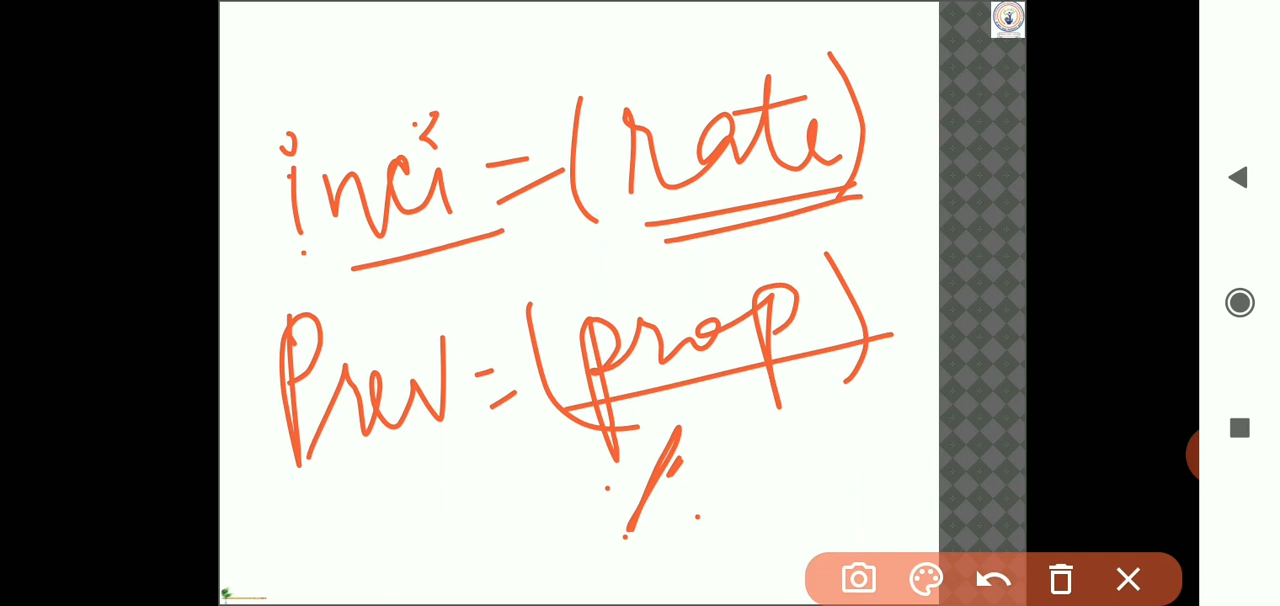 inci = (rate)
Prev = (prop)
%